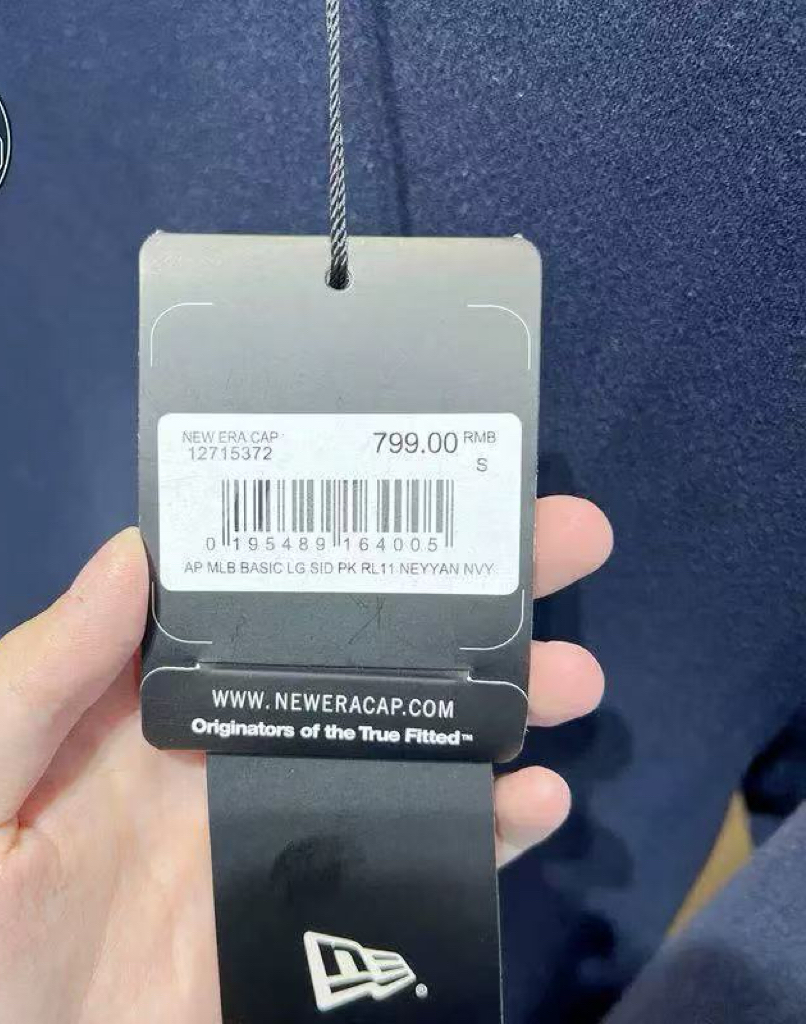 NEW ERA CAP
12715372
799.00 RMB
S
0 195489 164005
AP MLB BASIC LG SID PK RL11 NEYYAN NVY
WWW.NEWERACAP.COM
Originators of the True Fitted™
®